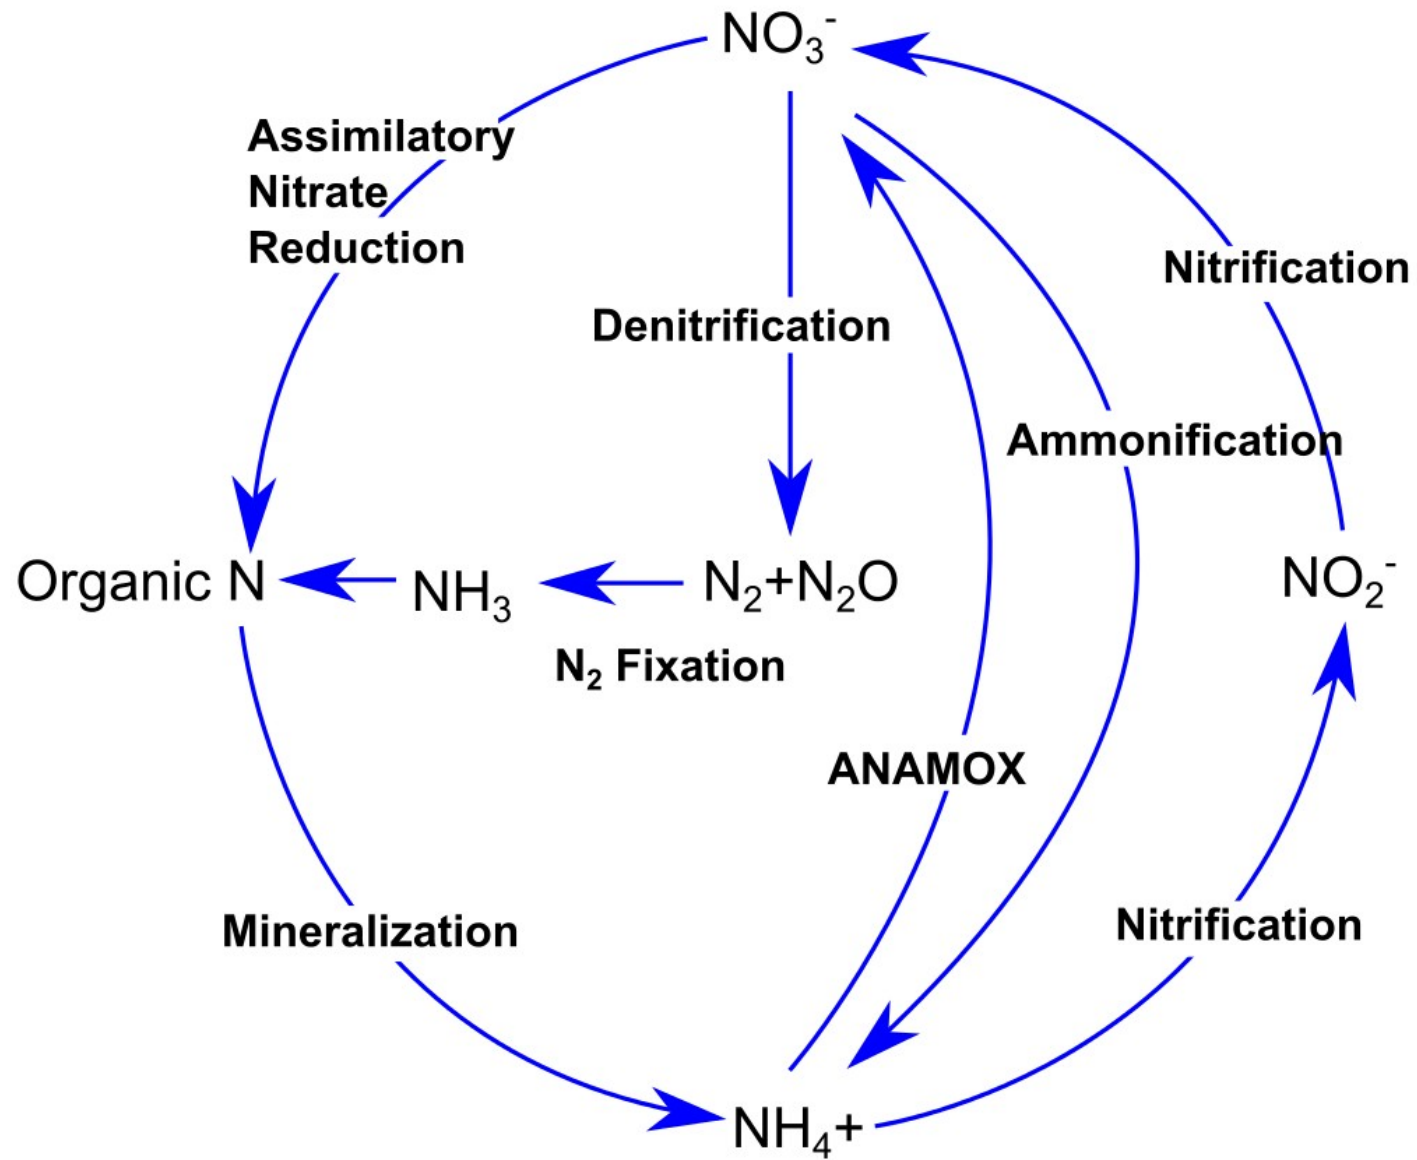 NO₃⁻
Assimilatory
Nitrate
Reduction
Nitrification
Denitrification
Ammonification
Organic N
NH₃
N₂+N₂O
NO₂⁻
N₂ Fixation
ANAMOX
Mineralization
Nitrification
NH₄+